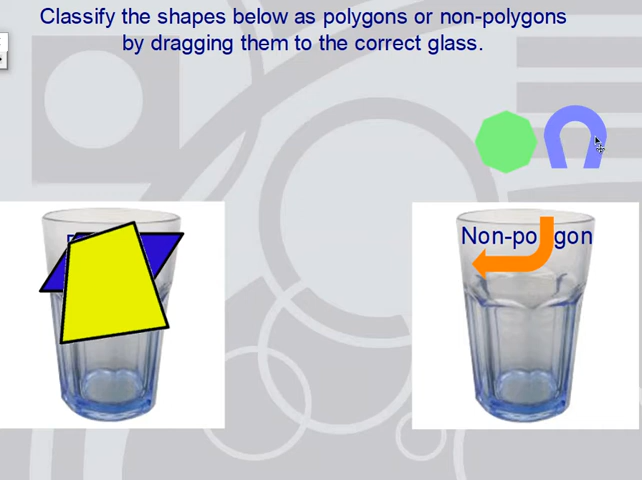 Classify the shapes below as polygons or non-polygons
by dragging them to the correct glass.
Non-po gon